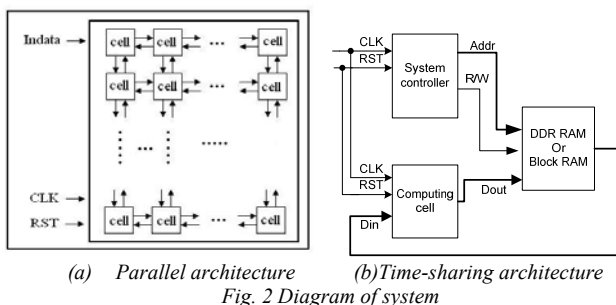 Indata
cell cell ... cell
cell cell ... cell
... .....
CLK
RST
cell cell ... cell
CLK
RST
System
controller
Addr
R/W
DDR RAM
Or
Block RAM
CLK
RST
Computing
cell
Dout
Din
(a) Parallel architecture (b)Time-sharing architecture
Fig. 2 Diagram of system